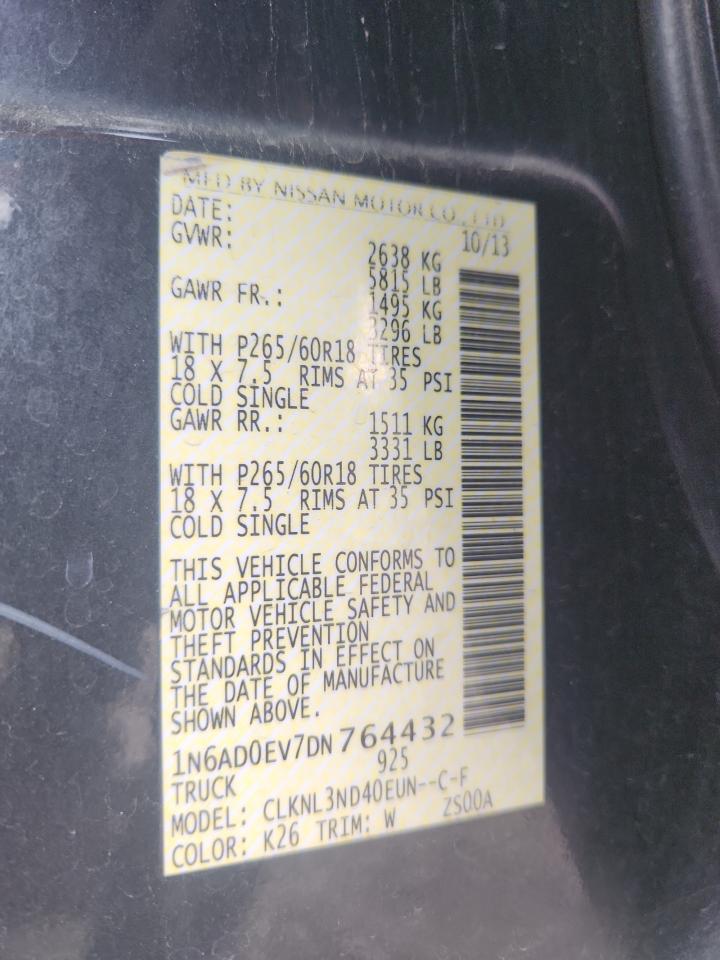 MFD BY NISSAN MOTOR CO., LTD.
DATE: 10/13
GVWR: 2638 KG
5815 LB
GAWR FR.: 1495 KG
3296 LB
WITH P265/60R18 TIRES
18 X 7.5 RIMS AT 35 PSI
COLD SINGLE
GAWR RR.: 1511 KG
3331 LB
WITH P265/60R18 TIRES
18 X 7.5 RIMS AT 35 PSI
COLD SINGLE
THIS VEHICLE CONFORMS TO
ALL APPLICABLE FEDERAL
MOTOR VEHICLE SAFETY AND
THEFT PREVENTION
STANDARDS IN EFFECT ON
THE DATE OF MANUFACTURE
SHOWN ABOVE.
1N6AD0EV7DN764432
TRUCK 925
MODEL: CLKNL3ND40EUN--C-F
COLOR: K26 TRIM: W ZS00A